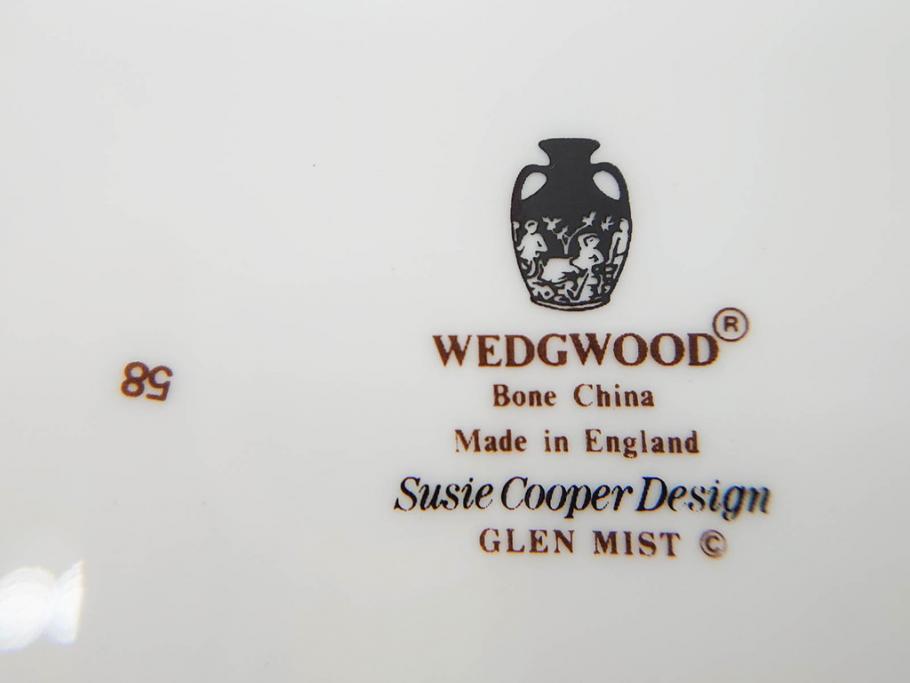 WEDGWOOD®
Bone China
Made in England
Susie Cooper Design
GLEN MIST ©
58